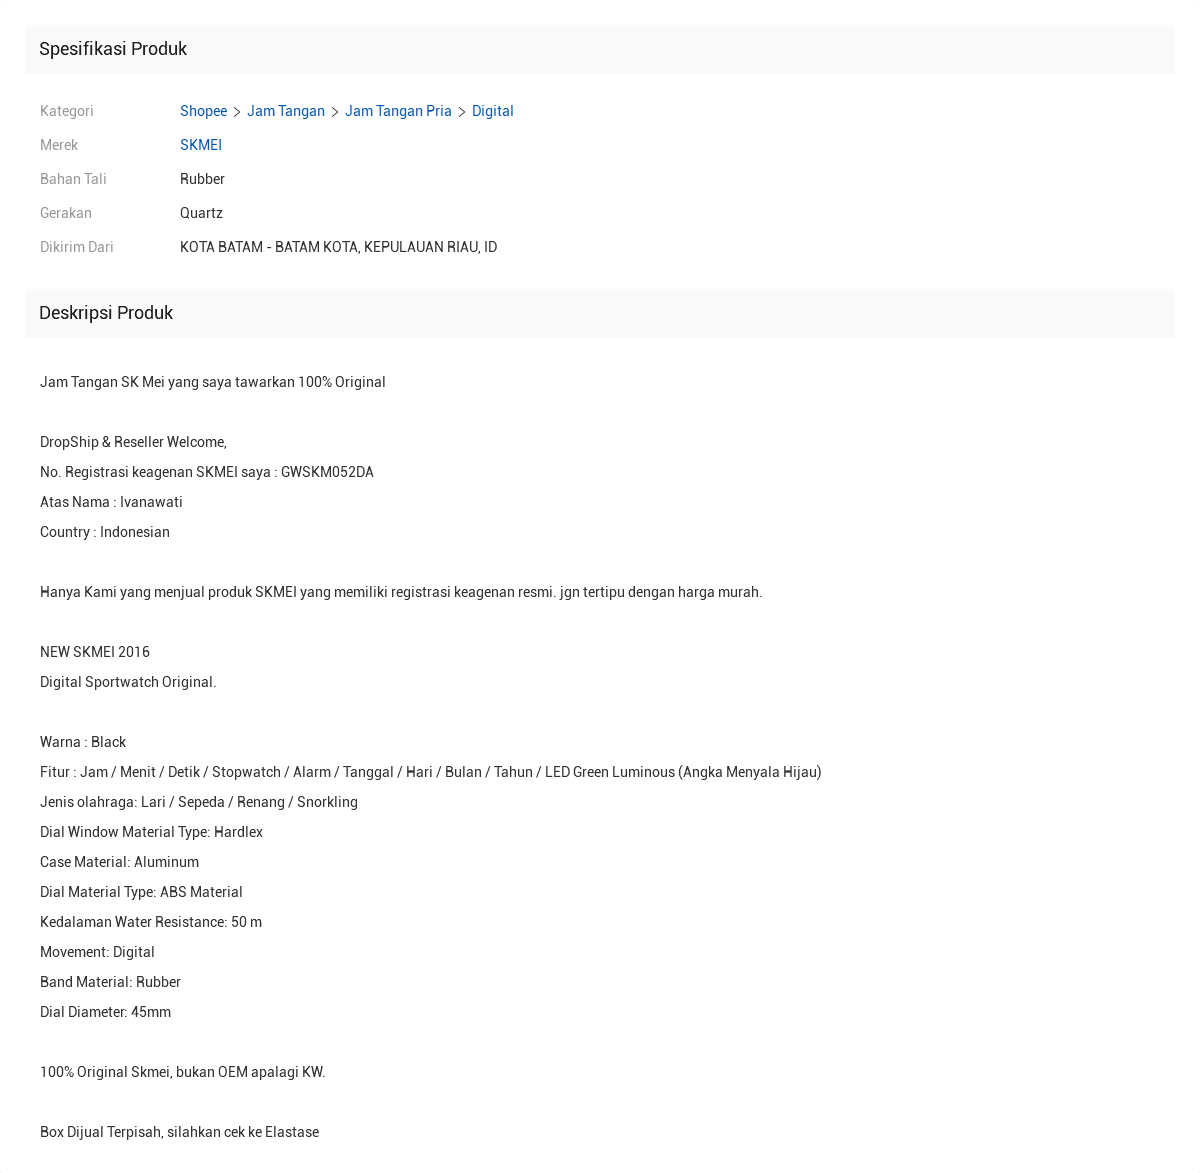 Spesifikasi Produk
Kategori Shopee > Jam Tangan > Jam Tangan Pria > Digital
Merek SKMEI
Bahan Tali Rubber
Gerakan Quartz
Dikirim Dari KOTA BATAM - BATAM KOTA, KEPULAUAN RIAU, ID
Deskripsi Produk
Jam Tangan SK Mei yang saya tawarkan 100% Original
DropShip & Reseller Welcome,
No. Registrasi keagenan SKMEI saya : GWSKM052DA
Atas Nama : Ivanawati
Country : Indonesian
Hanya Kami yang menjual produk SKMEI yang memiliki registrasi keagenan resmi. jgn tertipu dengan harga murah.
NEW SKMEI 2016
Digital Sportwatch Original.
Warna : Black
Fitur : Jam / Menit / Detik / Stopwatch / Alarm / Tanggal / Hari / Bulan / Tahun / LED Green Luminous (Angka Menyala Hijau)
Jenis olahraga: Lari / Sepeda / Renang / Snorkling
Dial Window Material Type: Hardlex
Case Material: Aluminum
Dial Material Type: ABS Material
Kedalaman Water Resistance: 50 m
Movement: Digital
Band Material: Rubber
Dial Diameter: 45mm
100% Original Skmei, bukan OEM apalagi KW.
Box Dijual Terpisah, silahkan cek ke Elastase